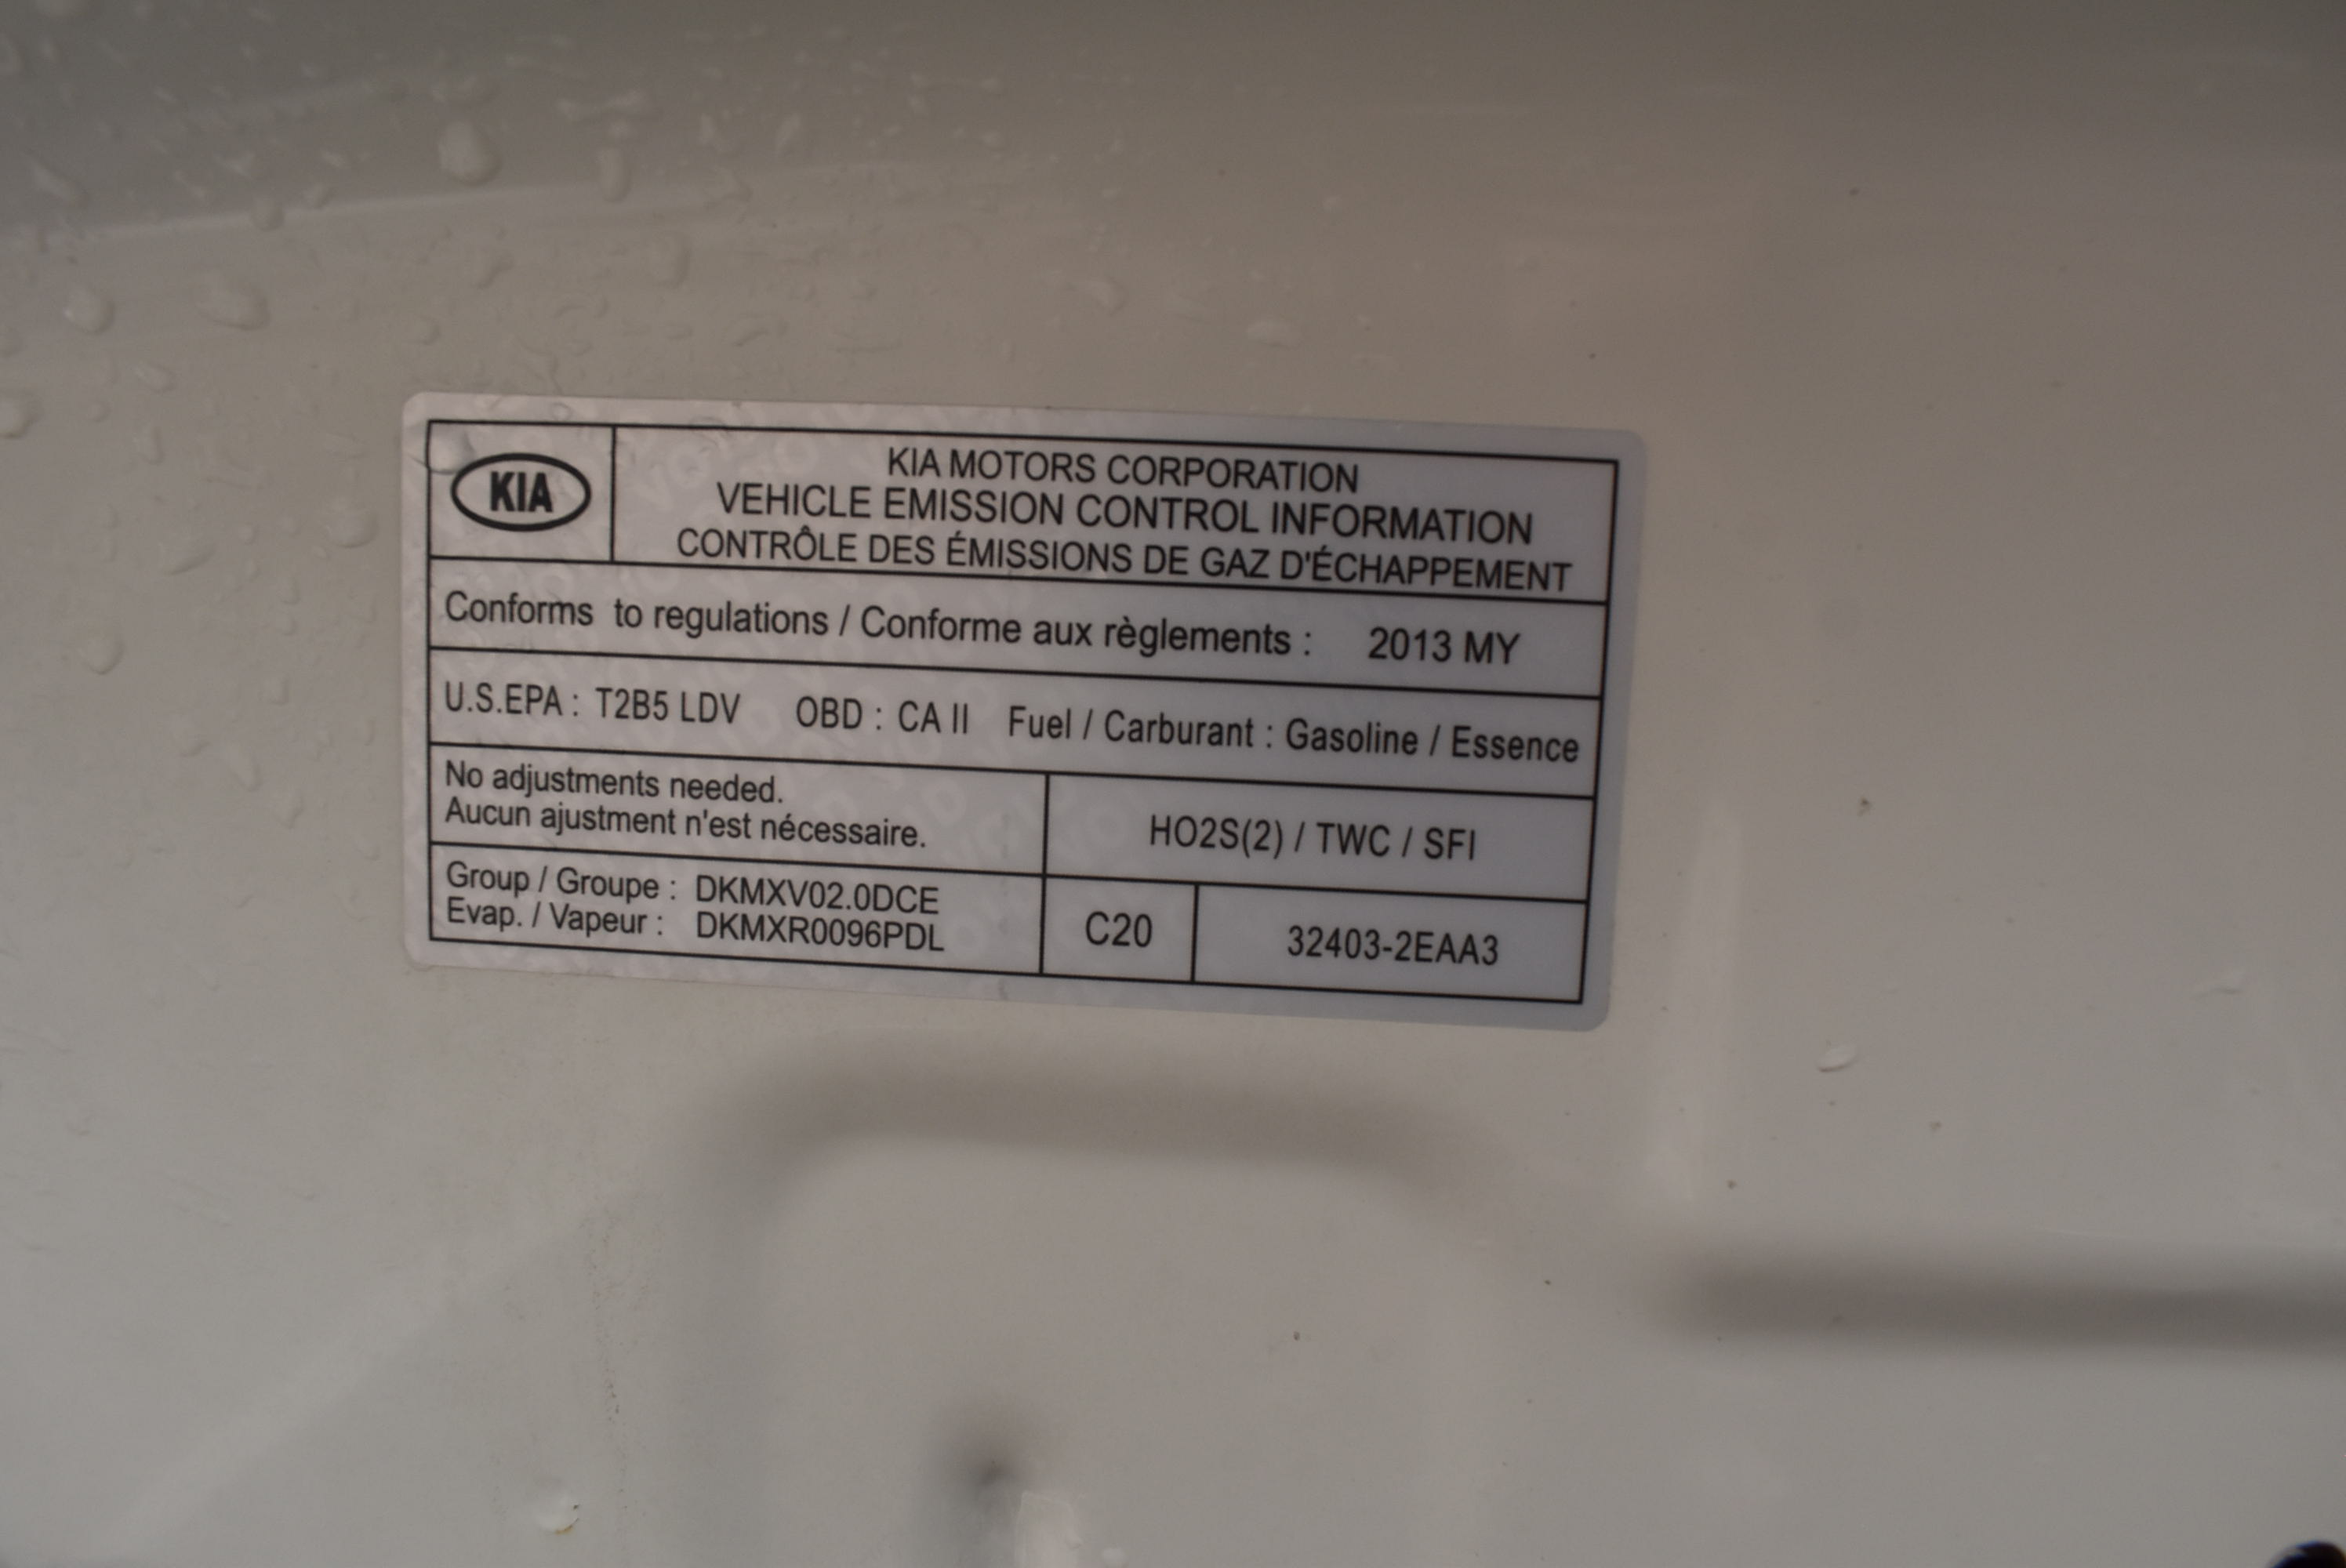 KIA
KIA MOTORS CORPORATION
VEHICLE EMISSION CONTROL INFORMATION
CONTRÔLE DES ÉMISSIONS DE GAZ D'ÉCHAPPEMENT
Conforms to regulations / Conforme aux règlements : 2013 MY
U.S.EPA : T2B5 LDV OBD : CA II Fuel / Carburant : Gasoline / Essence
No adjustments needed.
Aucun ajustment n'est nécessaire.
HO2S(2) / TWC / SFI
Group / Groupe : DKMXV02.0DCE
Evap. / Vapeur : DKMXR0096PDL
C20
32403-2EAA3